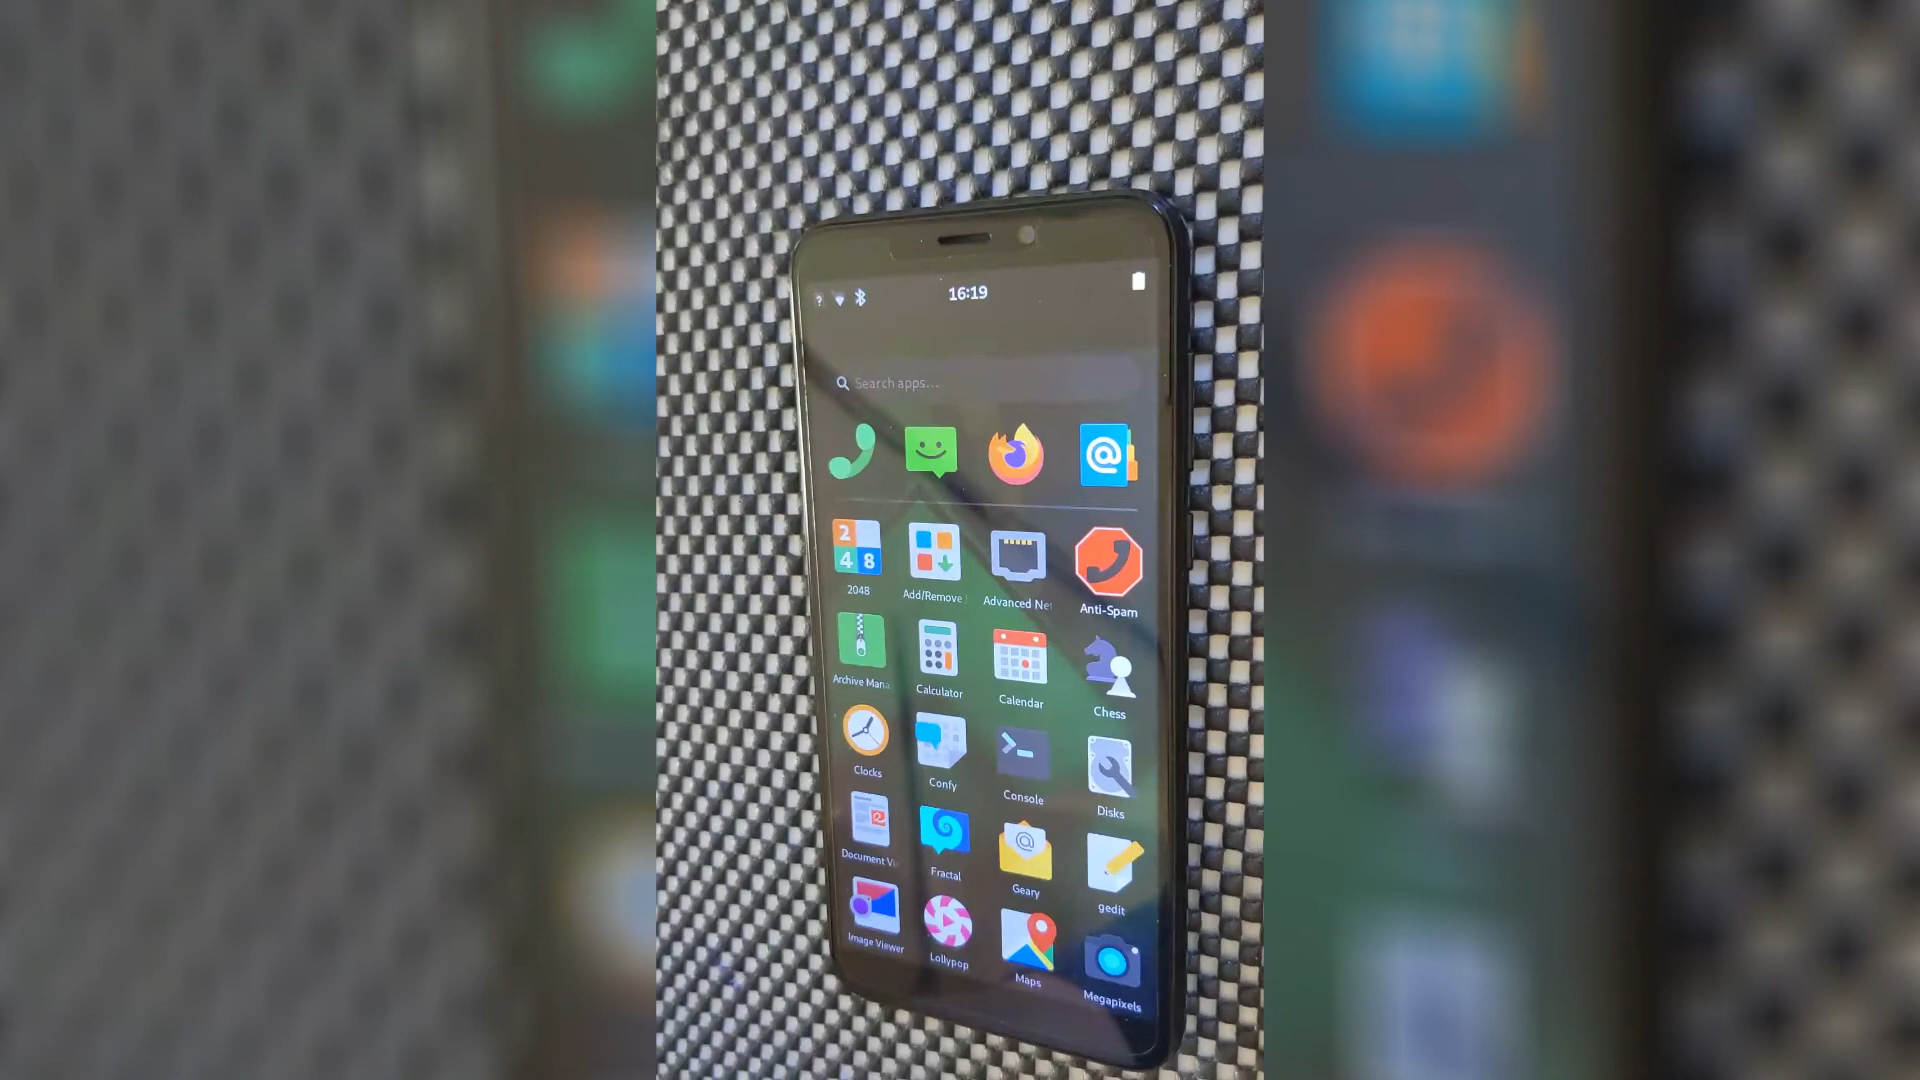 ?
16:19
Search apps...
@
2
4 8
2048
Add/Remove
Advanced Ne
Anti-Spam
Archive Mana
Calculator
Calendar
Chess
Clocks
Confy
Console
Disks
Document Vi
Fractal
@
Geary
gedit
Image Viewer
Lollypop
Maps
Megapixels